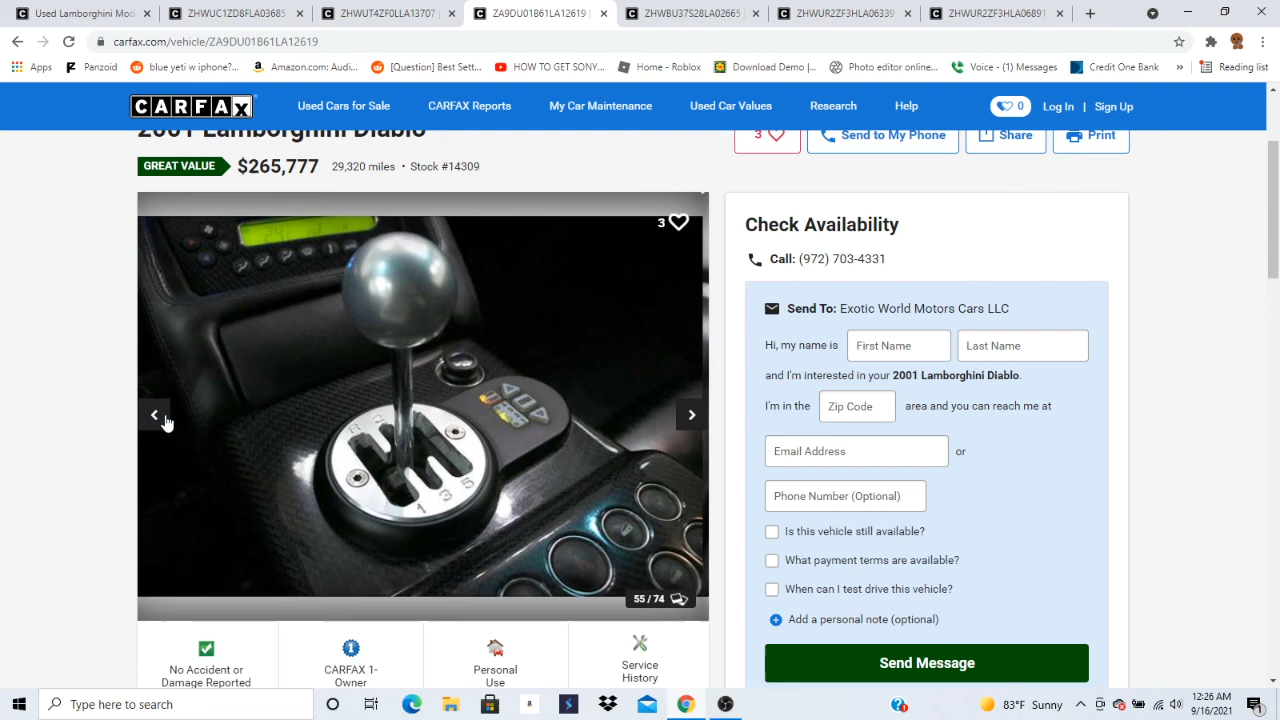 Used Lamborghini Mod
ZHWUC1ZD8FLA03685
ZHWUT4ZF0LLA13707
ZA9DU01B61LA12619
ZHWBU37S28LA02665
ZHWUR2ZF3HLA06339
ZHWUR2ZF3HLA06891
carfax.com/vehicle/ZA9DU01B61LA12619
Apps
Panzoid
blue yeti w iphone?...
Amazon.com: Audi...
[Question] Best Sett...
HOW TO GET SONY...
Home - Roblox
Download Demo |...
Photo editor online...
Voice - (1) Messages
Credit One Bank
»
Reading list
CARFAX
Used Cars for Sale
CARFAX Reports
My Car Maintenance
Used Car Values
Research
Help
0
Log In | Sign Up
2001 Lamborghini Diablo
3
Send to My Phone
Share
Print
GREAT VALUE $265,777 29,320 miles • Stock #14309
3
R 2
1 3 5
55 / 74
Check Availability
Call: (972) 703-4331
Send To: Exotic World Motors Cars LLC
Hi, my name is First Name Last Name
and I'm interested in your 2001 Lamborghini Diablo.
I'm in the Zip Code area and you can reach me at
Email Address or
Phone Number (Optional)
Is this vehicle still available?
What payment terms are available?
When can I test drive this vehicle?
Add a personal note (optional)
Send Message
No Accident or
Damage Reported
CARFAX 1-
Owner
Personal
Use
Service
History
Type here to search
83°F Sunny
12:26 AM
9/16/2021